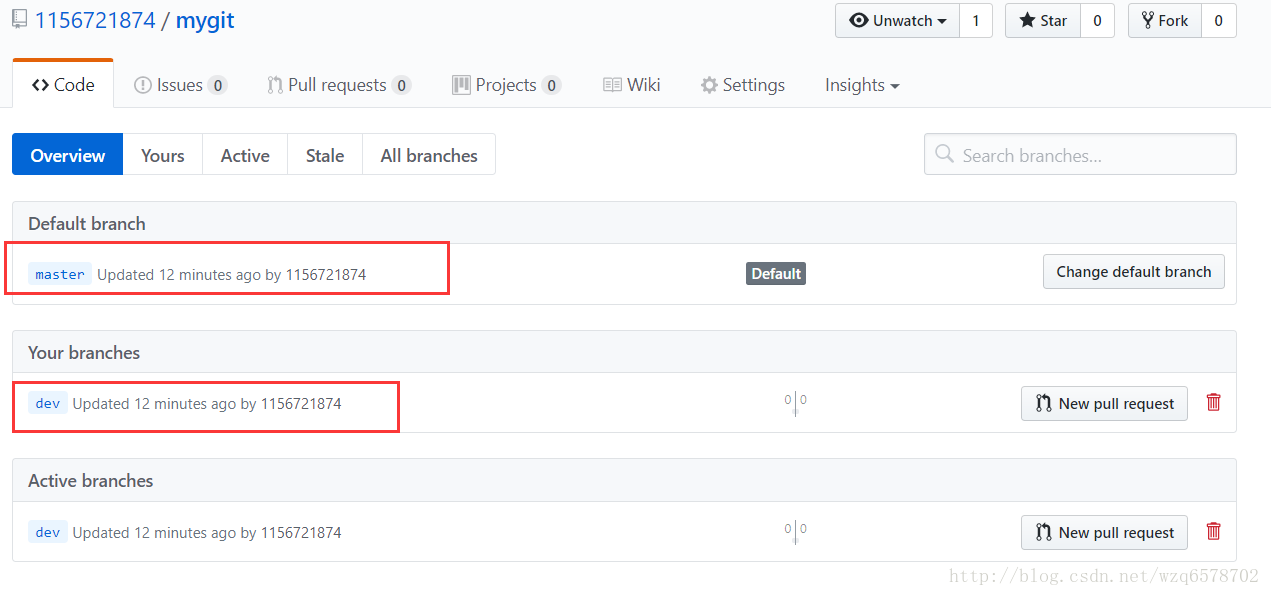 1156721874 / mygit
Unwatch 1 Star 0 Fork 0
Code Issues 0 Pull requests 0 Projects 0 Wiki Settings Insights
Overview Yours Active Stale All branches Search branches...
Default branch
master Updated 12 minutes ago by 1156721874 Default Change default branch
Your branches
dev Updated 12 minutes ago by 1156721874 0 0 New pull request
Active branches
dev Updated 12 minutes ago by 1156721874 0 0 New pull request
http://blog.csdn.net/wzq6578702